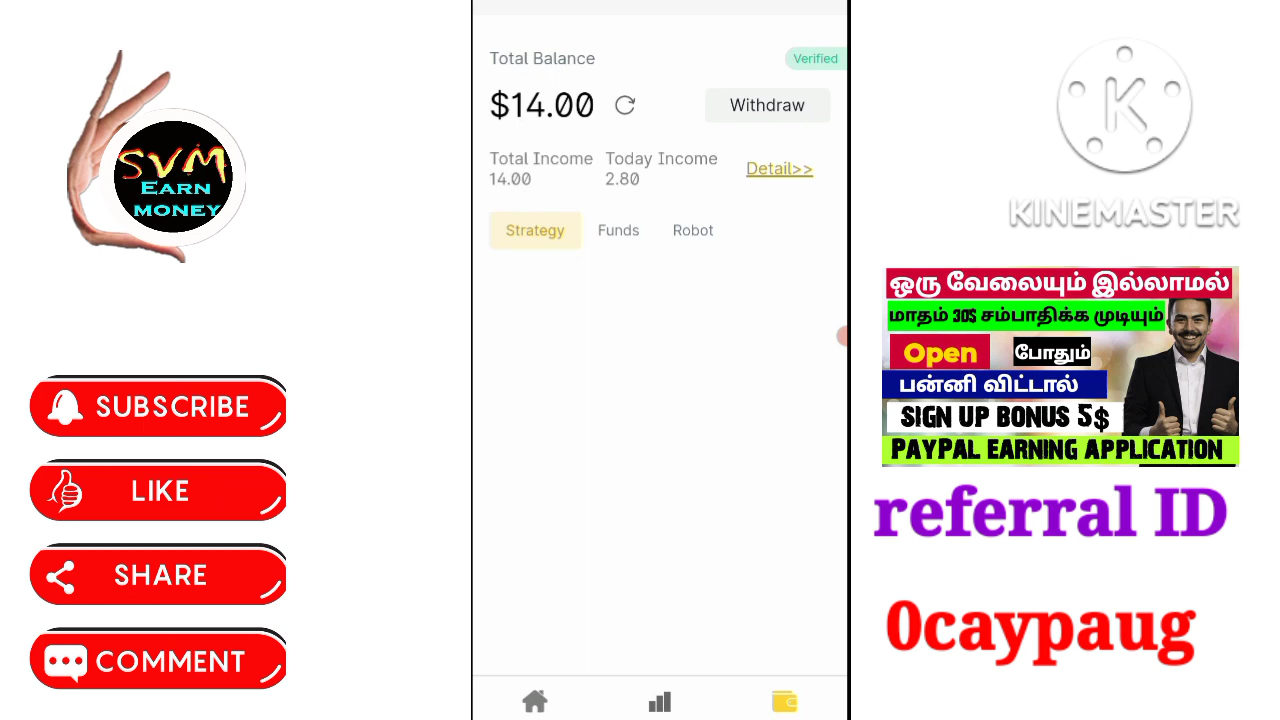 SVM
EARN
MONEY
SUBSCRIBE
LIKE
SHARE
COMMENT
Total Balance
Verified
$14.00
Withdraw
Total Income Today Income
14.00 2.80
Detail>>
Strategy Funds Robot
K
KINEMASTER
ஒரு வேலையும் இல்லாமல்
மாதம் 30$ சம்பாதிக்க முடியும்
Open போதும்
பன்னி விட்டால்
SIGN UP BONUS 5$
PAYPAL EARNING APPLICATION
referral ID
0caypaug